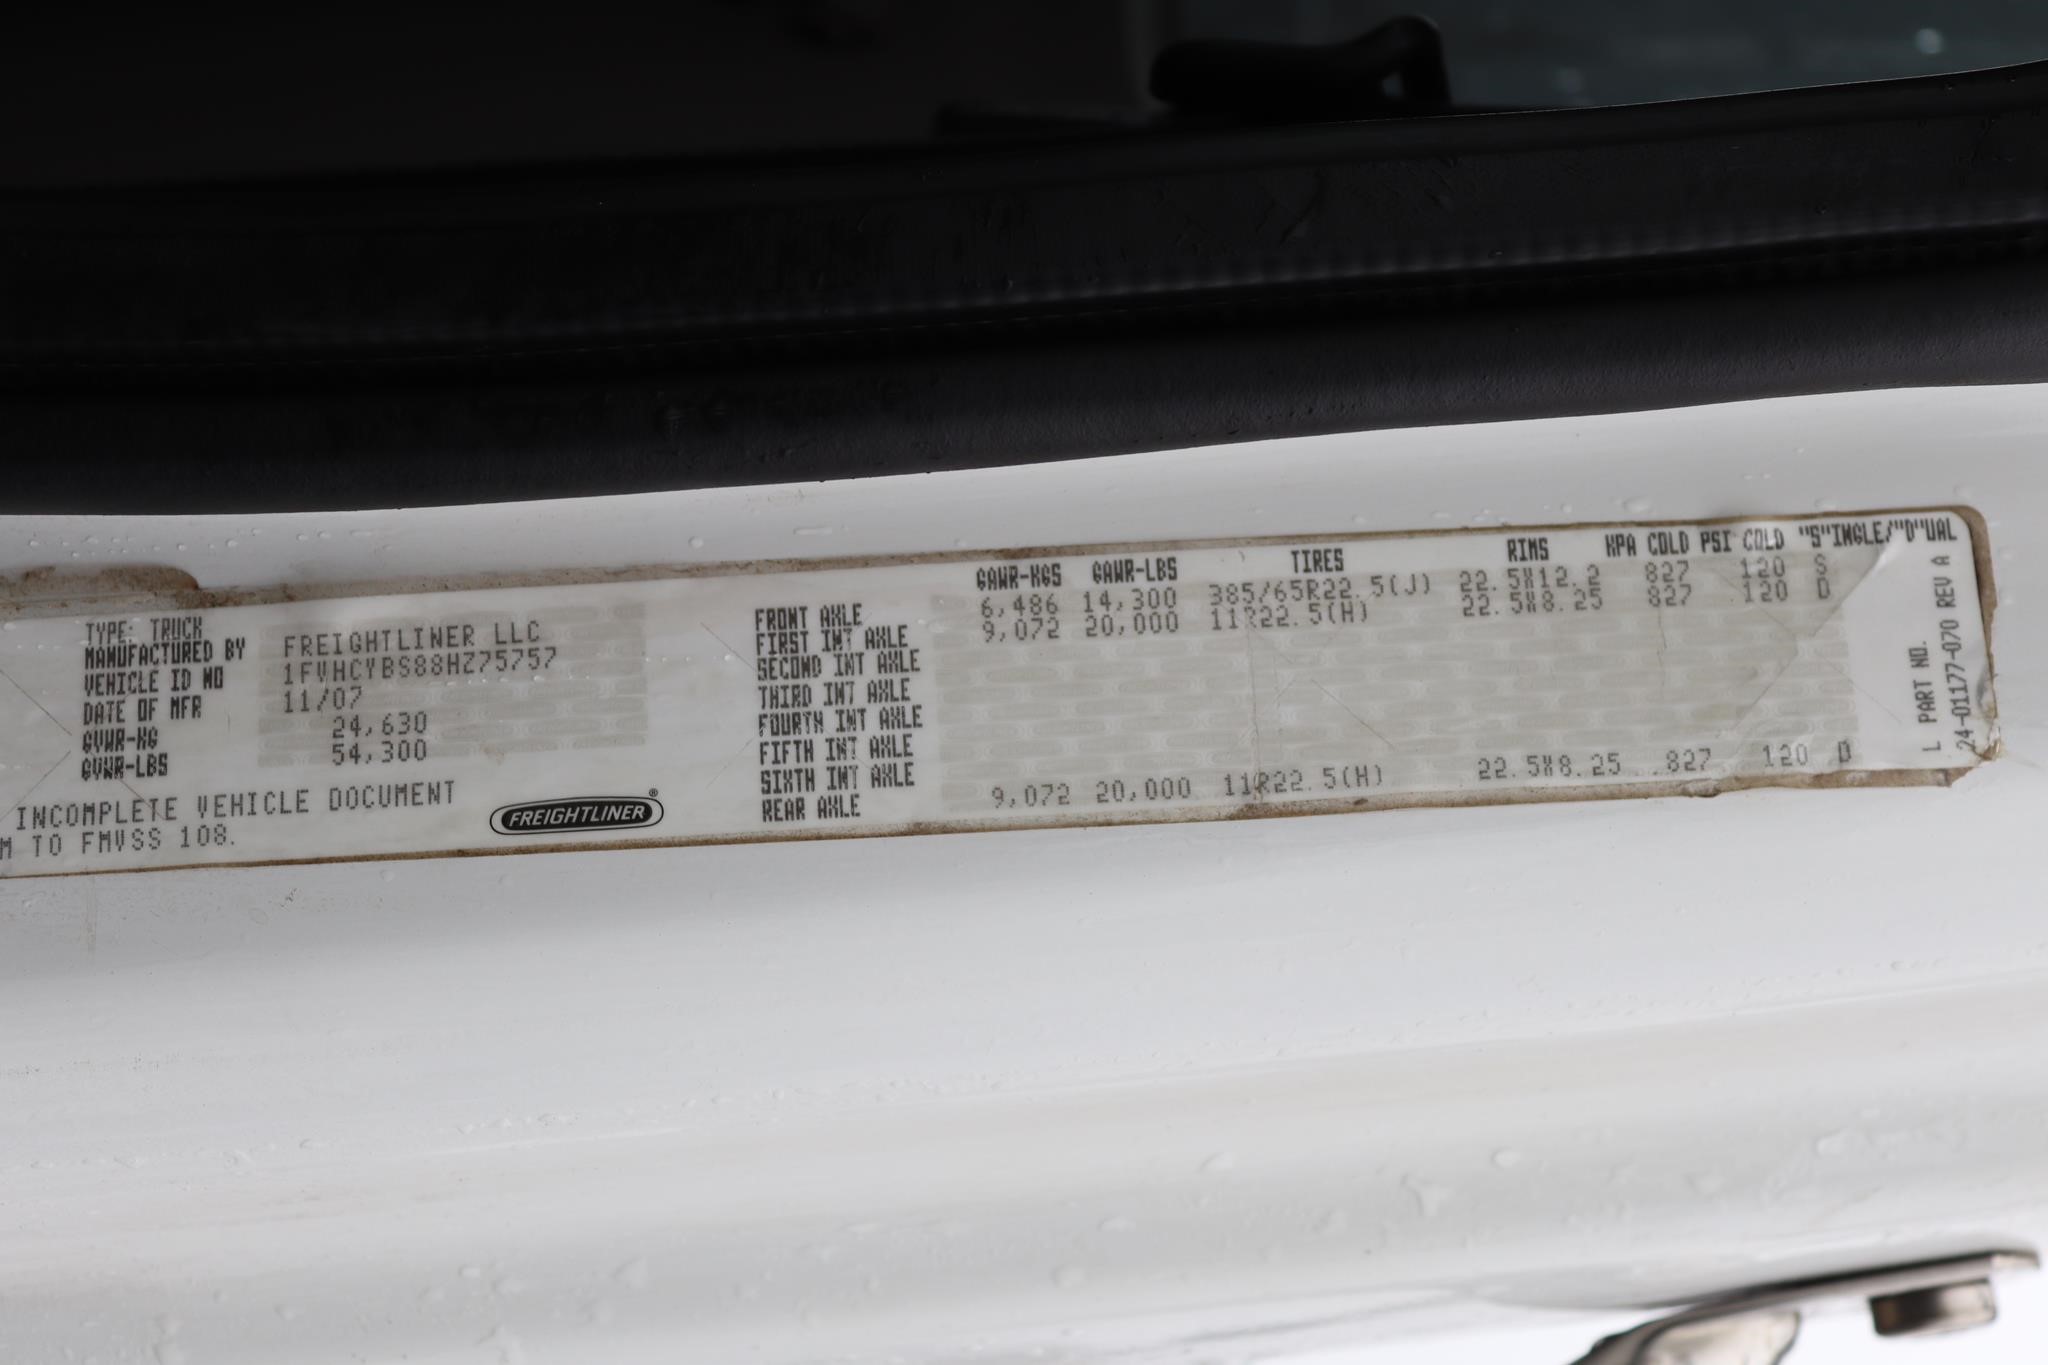 TYPE: TRUCK
MANUFACTURED BY FREIGHTLINER LLC
VEHICLE ID NO 1FVHCYBS88HZ75757
DATE OF MFR 11/07
GVWR-KG 24,630
GVWR-LBS 54,300
INCOMPLETE VEHICLE DOCUMENT
M TO FMVSS 108.
FREIGHTLINER®
GAWR-KGS GAWR-LBS TIRES RIMS KPA COLD PSI COLD "S"INGLE/"D"UAL
FRONT AXLE 6,486 14,300 385/65R22.5(J) 22.5X12.2 827 120 S
FIRST INT AXLE 9,072 20,000 11R22.5(H) 22.5X8.25 827 120 D
SECOND INT AXLE
THIRD INT AXLE
FOURTH INT AXLE
FIFTH INT AXLE
SIXTH INT AXLE
REAR AXLE 9,072 20,000 11R22.5(H) 22.5X8.25 827 120 D
L PART NO.
24-01177-070 REV A